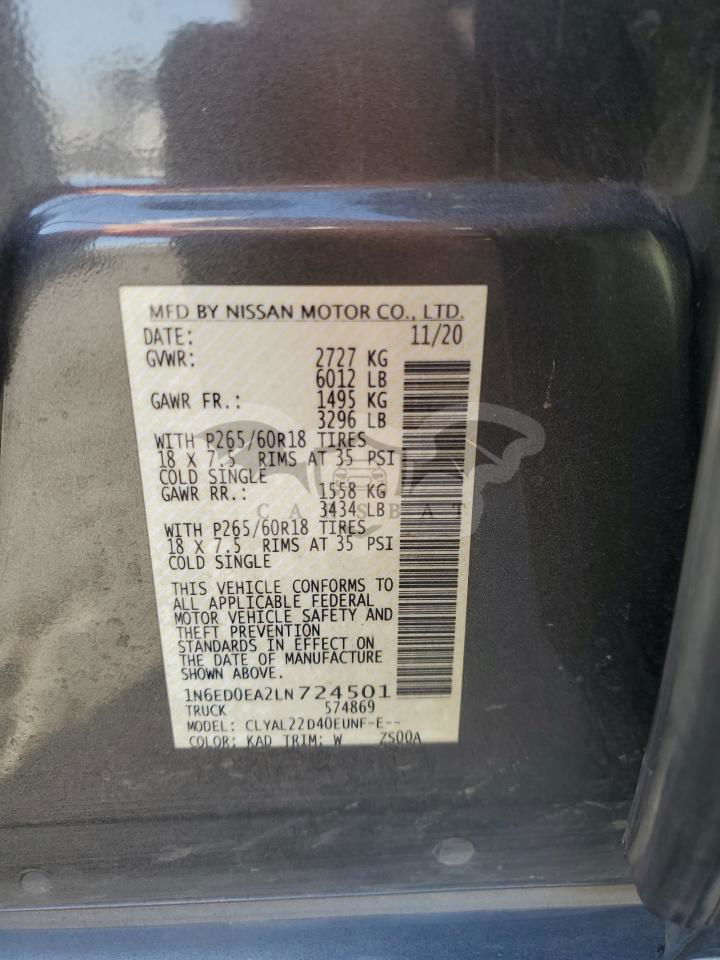 MFD BY NISSAN MOTOR CO., LTD.
DATE: 11/20
GVWR: 2727 KG
6012 LB
GAWR FR.: 1495 KG
3296 LB
WITH P265/60R18 TIRES
18 X 7.5 RIMS AT 35 PSI
COLD SINGLE
GAWR RR.: 1558 KG
3434 LB
WITH P265/60R18 TIRES
18 X 7.5 RIMS AT 35 PSI
COLD SINGLE
THIS VEHICLE CONFORMS TO
ALL APPLICABLE FEDERAL
MOTOR VEHICLE SAFETY AND
THEFT PREVENTION
STANDARDS IN EFFECT ON
THE DATE OF MANUFACTURE
SHOWN ABOVE.
1N6ED0EA2LN724501
TRUCK 574869
MODEL: CLYAL22D40EUNF-E--
COLOR: KAD TRIM: W ZS00A
CARSBAT